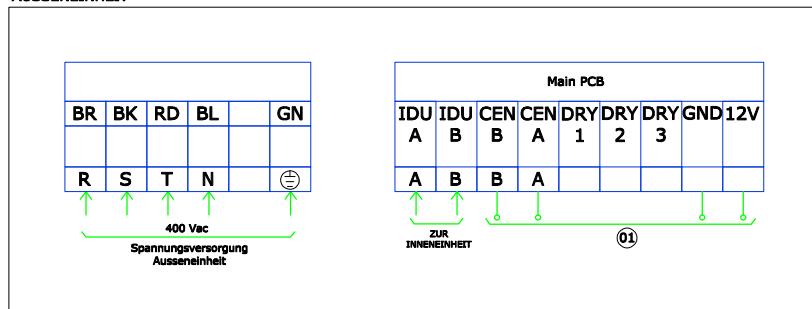 AUSSENEINHEIT
Main PCB
BR BK RD BL GN
IDU IDU CEN CEN DRY DRY DRY GND 12V
A B B A 1 2 3
R S T N
A B B A
400 Vac
Spannungsversorgung
Ausseneinheit
ZUR
INNENEINHEIT
01